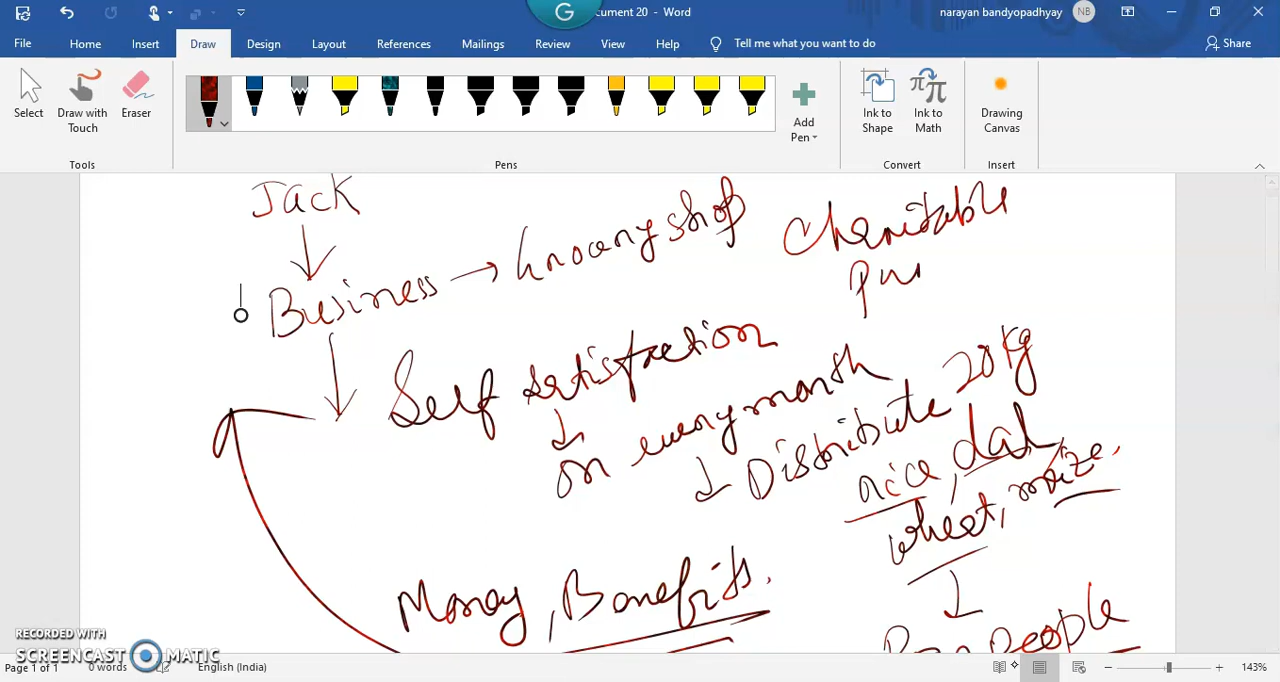 cument 20 - Word
narayan bandyopadhyay NB
File Home Insert Draw Design Layout References Mailings Review View Help Tell me what you want to do Share
Select Draw with Touch Eraser Add Pen Ink to Shape Ink to Math Drawing Canvas
Tools Pens Convert Insert
Jack
Business → Grocery shop
Charitable
Pur
Self satisfaction
on every month
Distribute 20 kg
rice, dal,
wheat, maize.
Money, Benefits.
People
RECORDED WITH
SCREENCAST MATIC
Page 1 of 1 0 words English (India) 143%